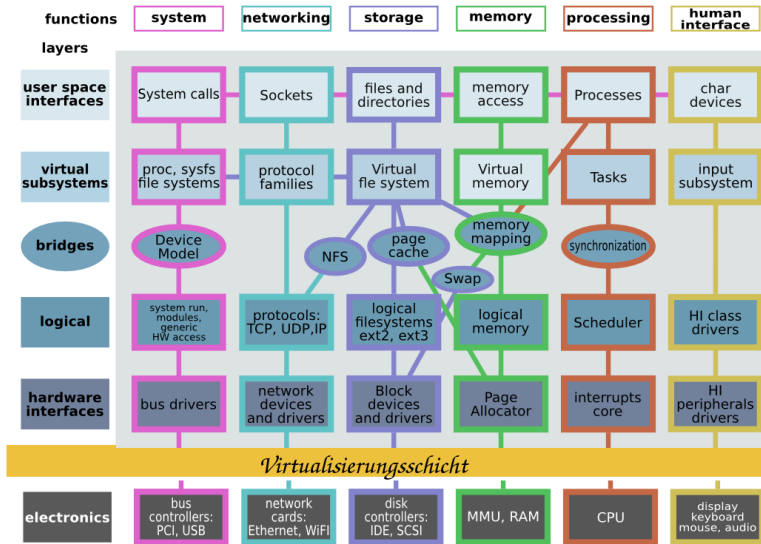 functions system networking storage memory processing human
interface
layers
user space
interfaces
System calls
Sockets
files and
directories
memory
access
Processes
char
devices
virtual
subsystems
proc, sysfs
file systems
protocol
families
Virtual
fle system
Virtual
memory
Tasks
input
subsystem
bridges
Device
Model
NFS
page
cache
memory
mapping
synchronization
Swap
logical
system run,
modules,
generic
HW access
protocols:
TCP, UDP,IP
logical
filesystems
ext2, ext3
logical
memory
Scheduler
HI class
drivers
hardware
interfaces
bus drivers
network
devices
and drivers
Block
devices
and drivers
Page
Allocator
interrupts
core
HI
peripherals
drivers
Virtualisierungsschicht
electronics
bus
controllers:
PCI, USB
network
cards:
Ethernet, WiFI
disk
controllers:
IDE, SCSI
MMU, RAM
CPU
display
keyboard
mouse, audio